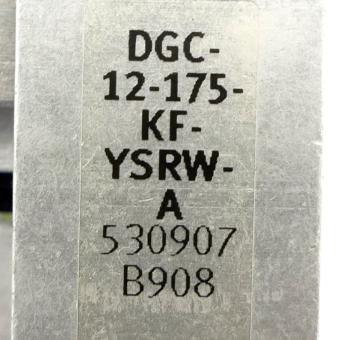 DGC-
12-175-
KF-
YSRW-
A
530907
B908